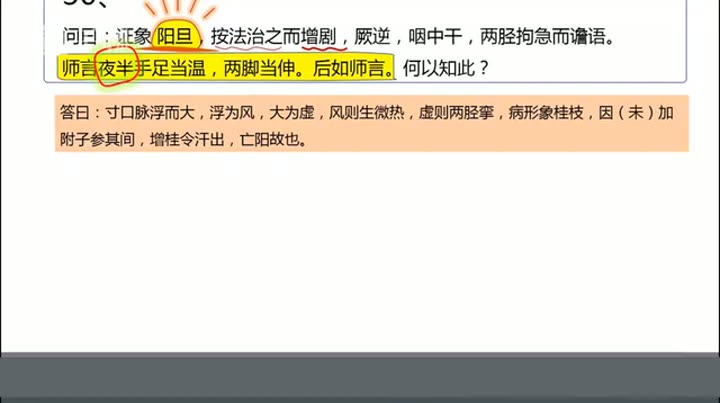 30、
问曰：证象 阳旦，按法治之而增剧，厥逆，咽中干，两胫拘急而谵语。
师言夜半手足当温，两脚当伸。后如师言。何以知此？
答曰：寸口脉浮而大，浮为风，大为虚，风则生微热，虚则两胫挛，病形象桂枝，因（未）加
附子参其间，增桂令汗出，亡阳故也。